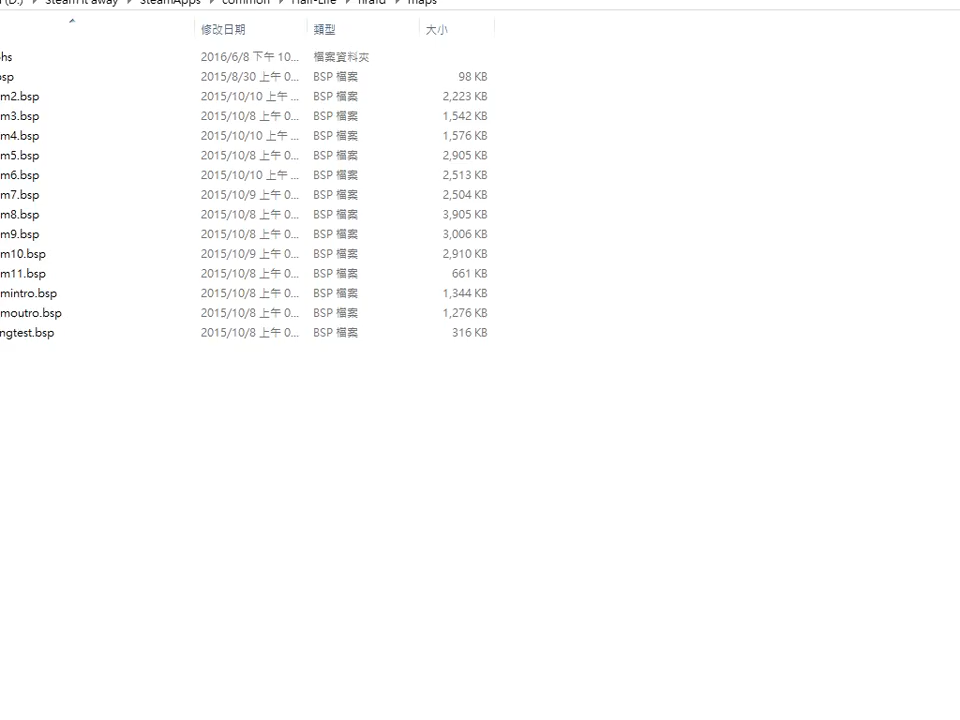 (D:) Steam it away SteamApps common Half-Life maps
修改日期 類型 大小
hs 2016/6/8 下午 10... 檔案資料夾
sp 2015/8/30 上午 0... BSP 檔案 98 KB
m2.bsp 2015/10/10 上午 ... BSP 檔案 2,223 KB
m3.bsp 2015/10/8 上午 0... BSP 檔案 1,542 KB
m4.bsp 2015/10/10 上午 ... BSP 檔案 1,576 KB
m5.bsp 2015/10/8 上午 0... BSP 檔案 2,905 KB
m6.bsp 2015/10/10 上午 ... BSP 檔案 2,513 KB
m7.bsp 2015/10/9 上午 0... BSP 檔案 2,504 KB
m8.bsp 2015/10/8 上午 0... BSP 檔案 3,905 KB
m9.bsp 2015/10/8 上午 0... BSP 檔案 3,006 KB
m10.bsp 2015/10/9 上午 0... BSP 檔案 2,910 KB
m11.bsp 2015/10/8 上午 0... BSP 檔案 661 KB
mintro.bsp 2015/10/8 上午 0... BSP 檔案 1,344 KB
moutro.bsp 2015/10/8 上午 0... BSP 檔案 1,276 KB
ngtest.bsp 2015/10/8 上午 0... BSP 檔案 316 KB